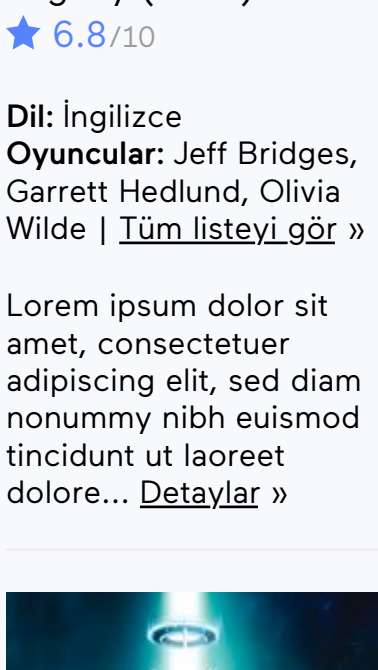 6.8/10
Dil: İngilizce
Oyuncular: Jeff Bridges,
Garrett Hedlund, Olivia
Wilde | Tüm listeyi gör »
Lorem ipsum dolor sit
amet, consectetuer
adipiscing elit, sed diam
nonummy nibh euismod
tincidunt ut laoreet
dolore... Detaylar »